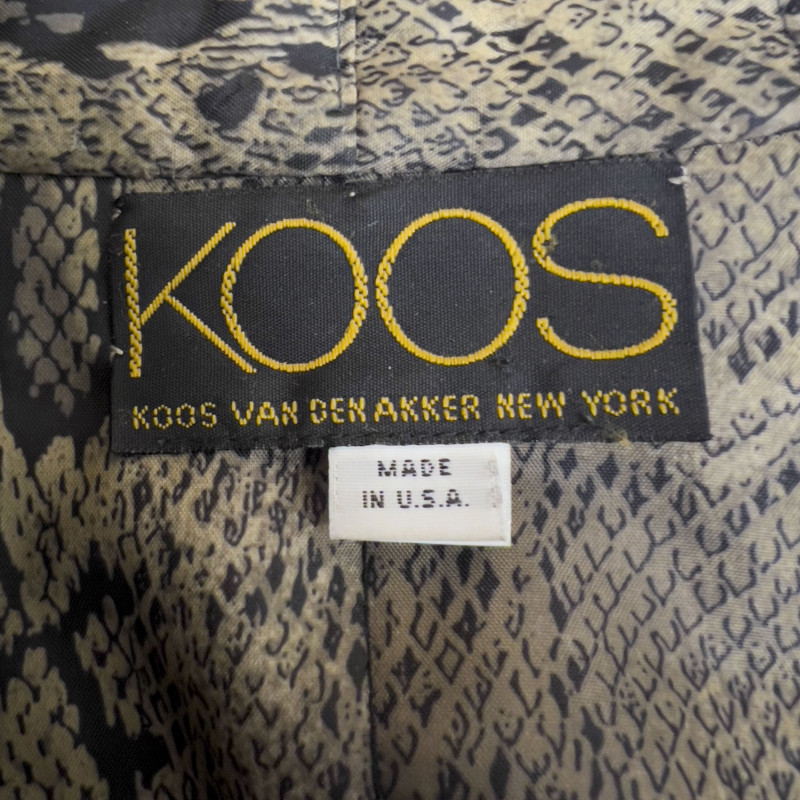 KOOS
KOOS VAN DEN AKKER NEW YORK
MADE
IN U.S.A.